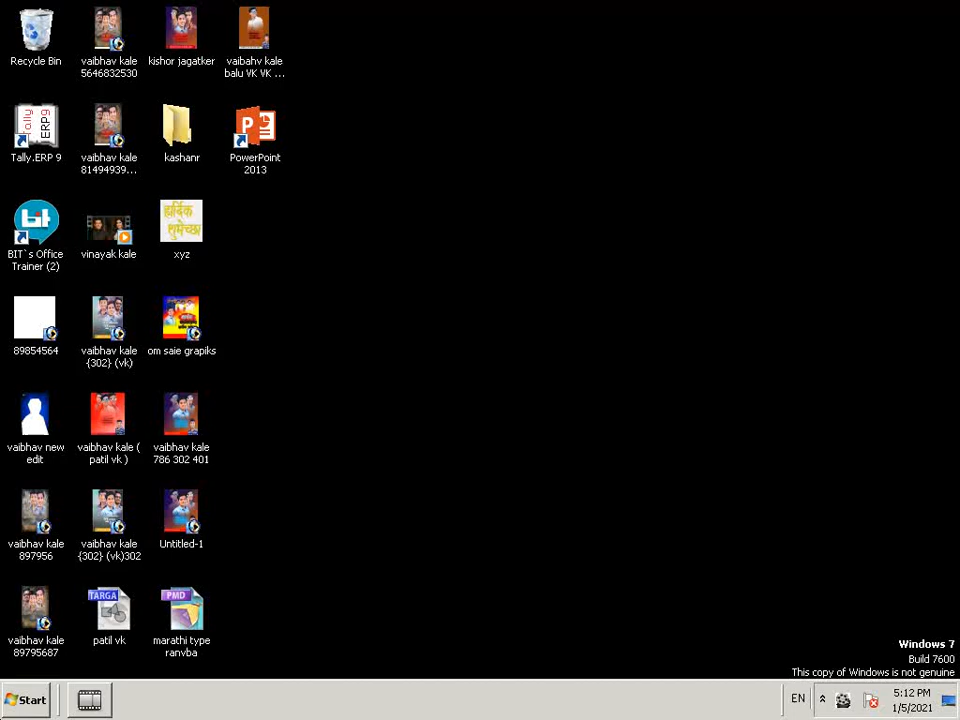 Recycle Bin
vaibhav kale
5646832530
kishor jagatker
vaibahv kale
balu VK VK ...
Tally
ERP9
Tally.ERP 9
vaibhav kale
81494939...
kashanr
P
PowerPoint
2013
bit
BIT`s Office
Trainer (2)
vinayak kale
हार्दिक
शुभेच्छा
xyz
89854564
vaibhav kale
{302} (vk)
om saie grapiks
vaibhav new
edit
vaibhav kale (
patil vk )
vaibhav kale
786 302 401
vaibhav kale
897956
vaibhav kale
{302} (vk)302
Untitled-1
vaibhav kale
89795687
TARGA
patil vk
PMD
marathi type
ranvba
Windows 7
Build 7600
This copy of Windows is not genuine
Start
EN
5:12 PM
1/5/2021